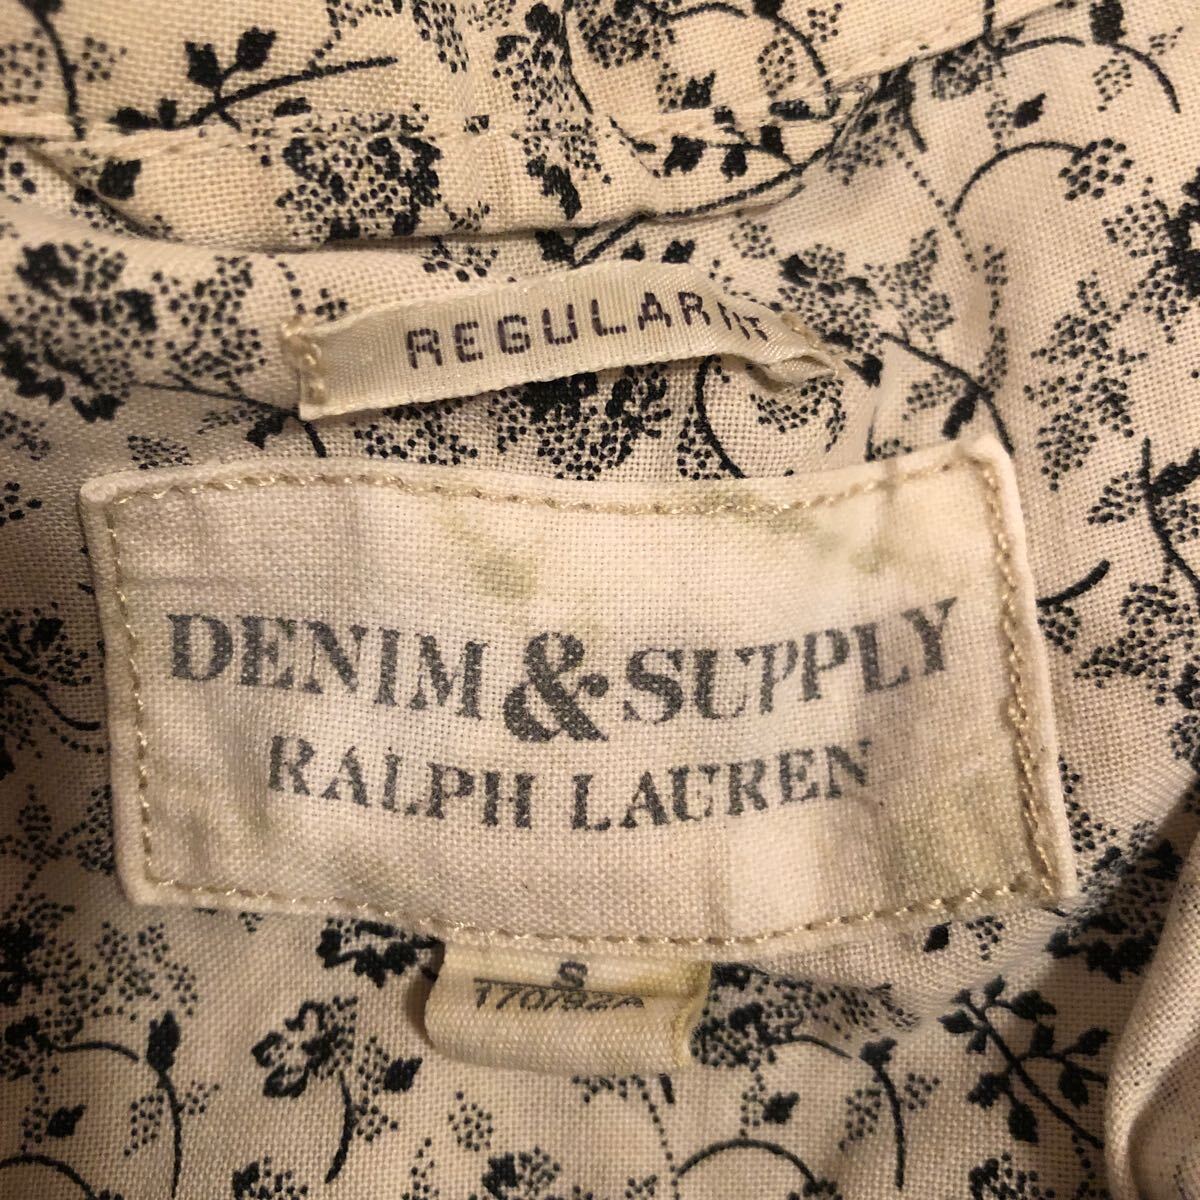 REGULAR FIT
DENIM & SUPPLY
RALPH LAUREN
S
170/92A